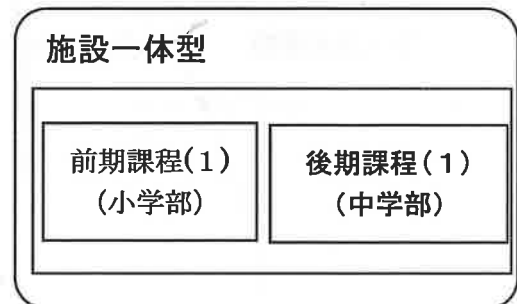 施設一体型
前期課程(1)
(小学部)
後期課程(1)
(中学部)